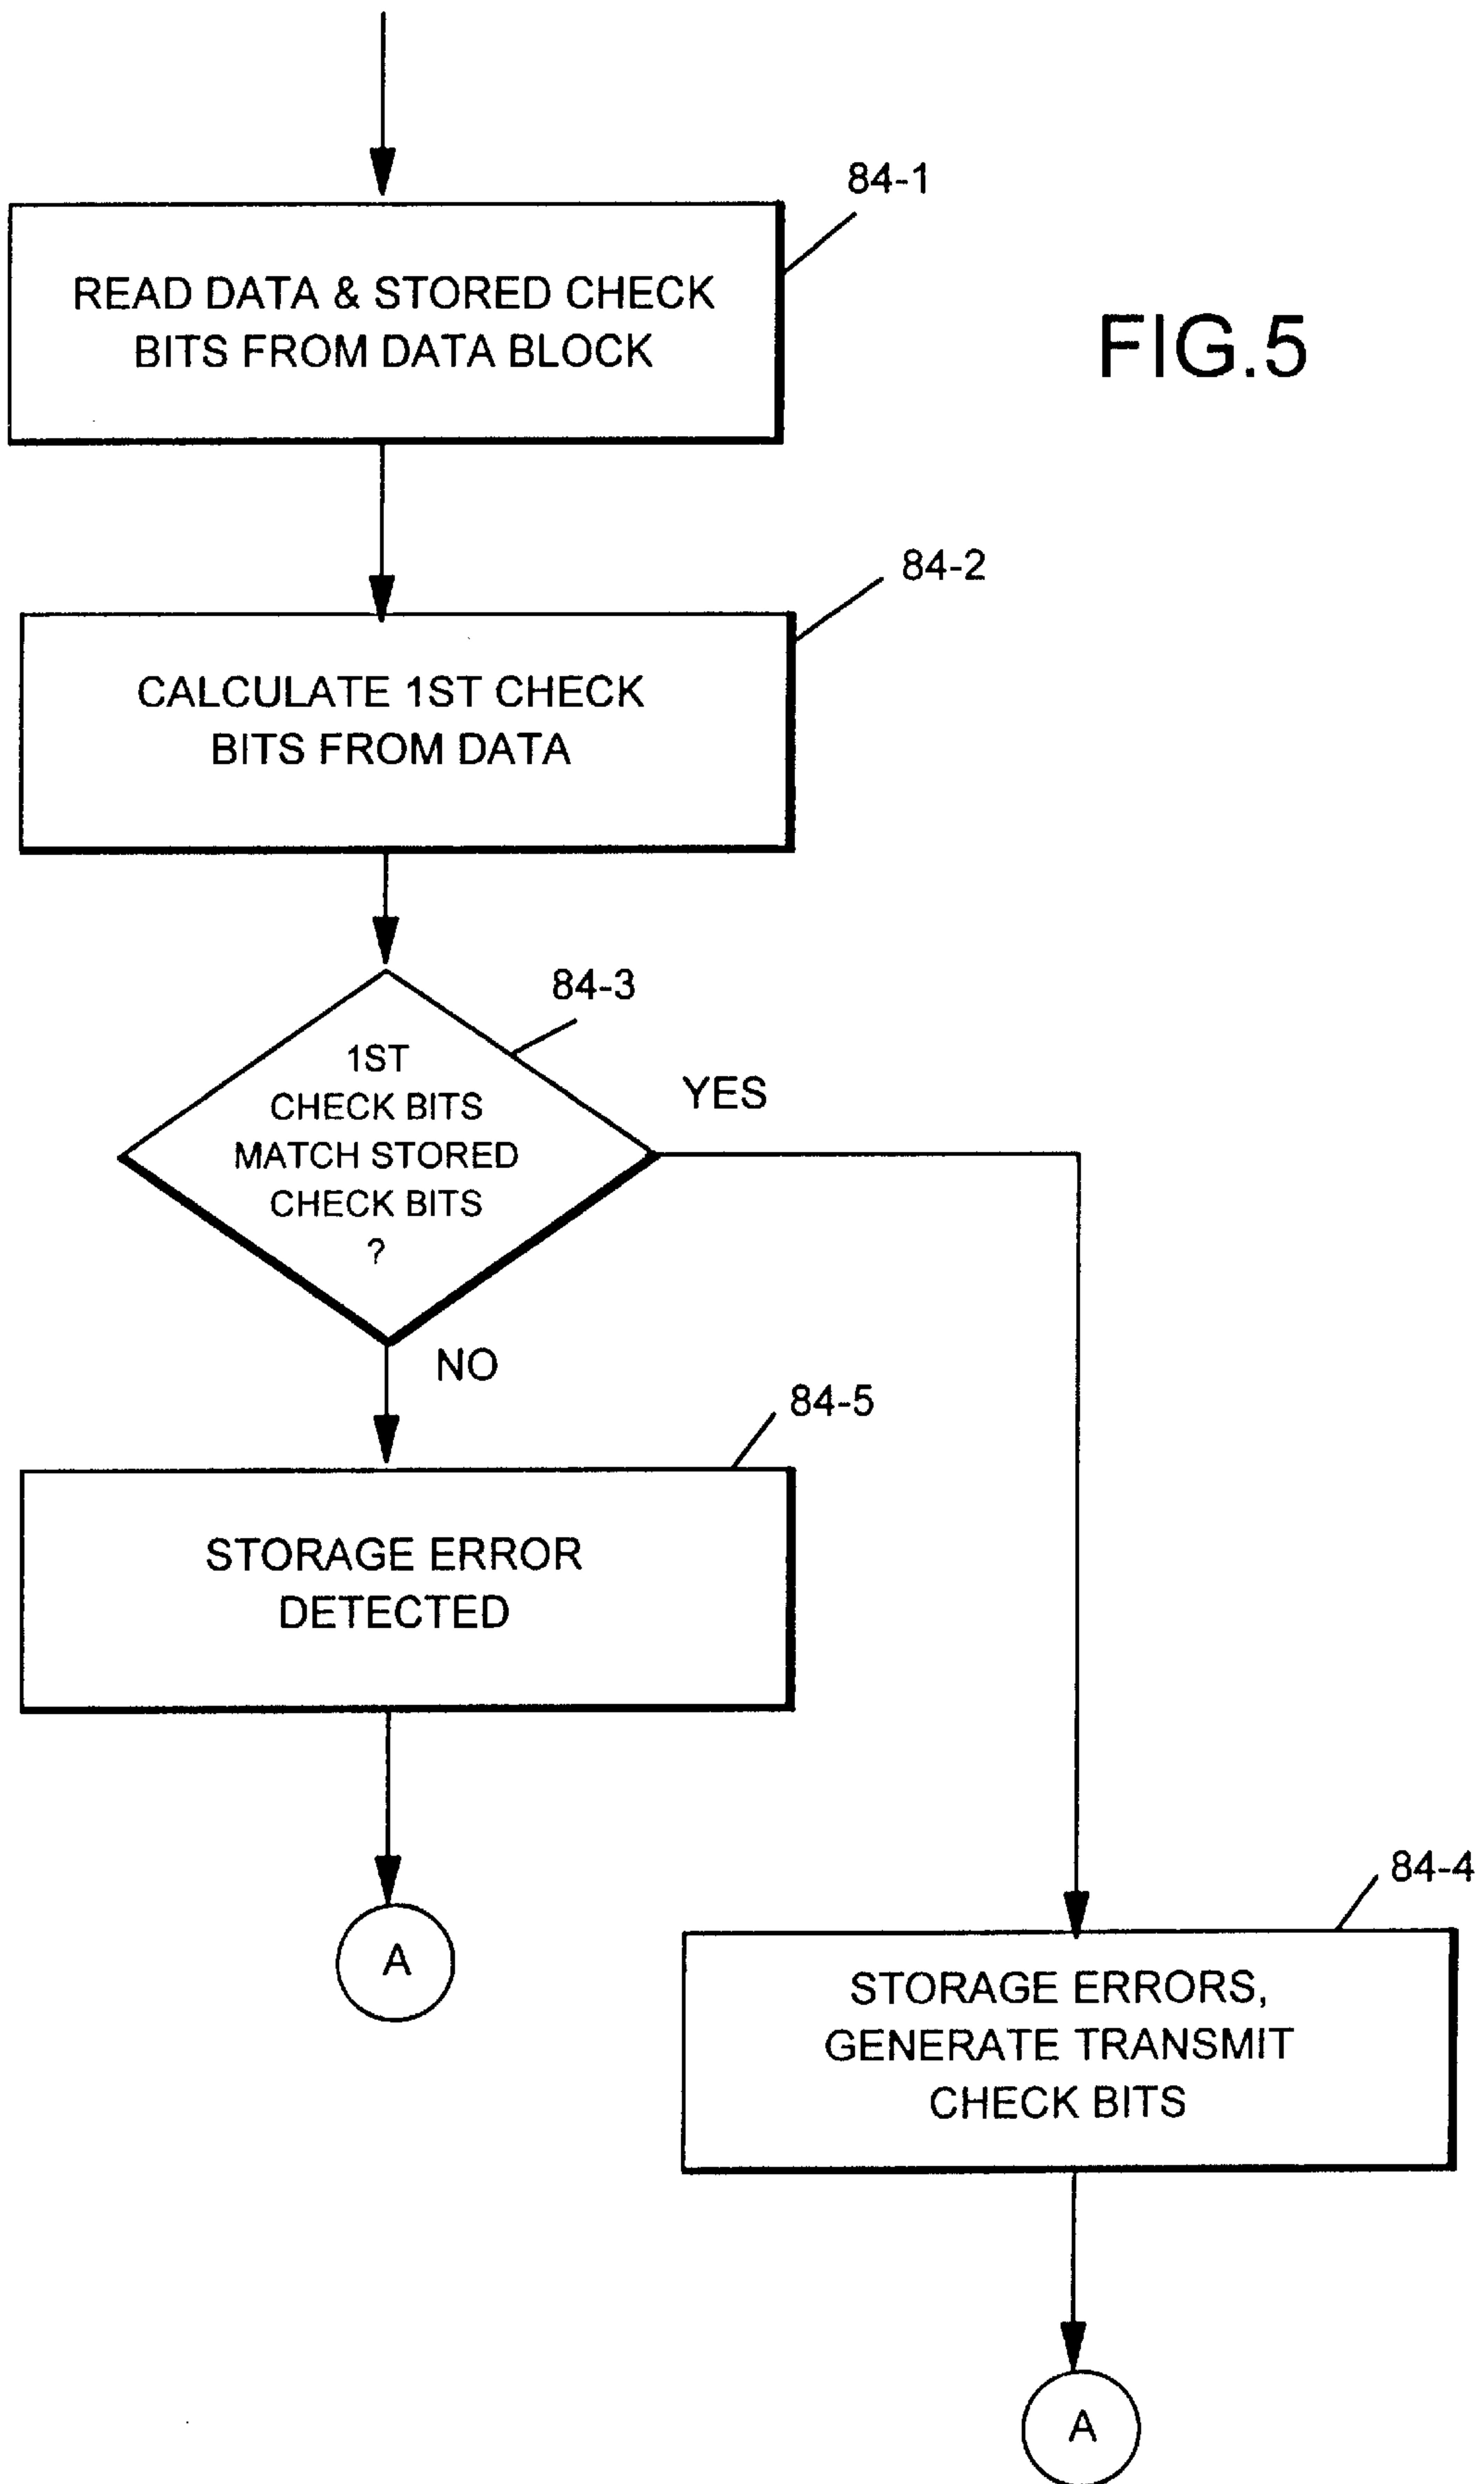 84-1
READ DATA & STORED CHECK
BITS FROM DATA BLOCK
FIG.5
84-2
CALCULATE 1ST CHECK
BITS FROM DATA
84-3
1ST
CHECK BITS
MATCH STORED
CHECK BITS
?
YES
NO
84-5
STORAGE ERROR
DETECTED
A
84-4
STORAGE ERRORS,
GENERATE TRANSMIT
CHECK BITS
A